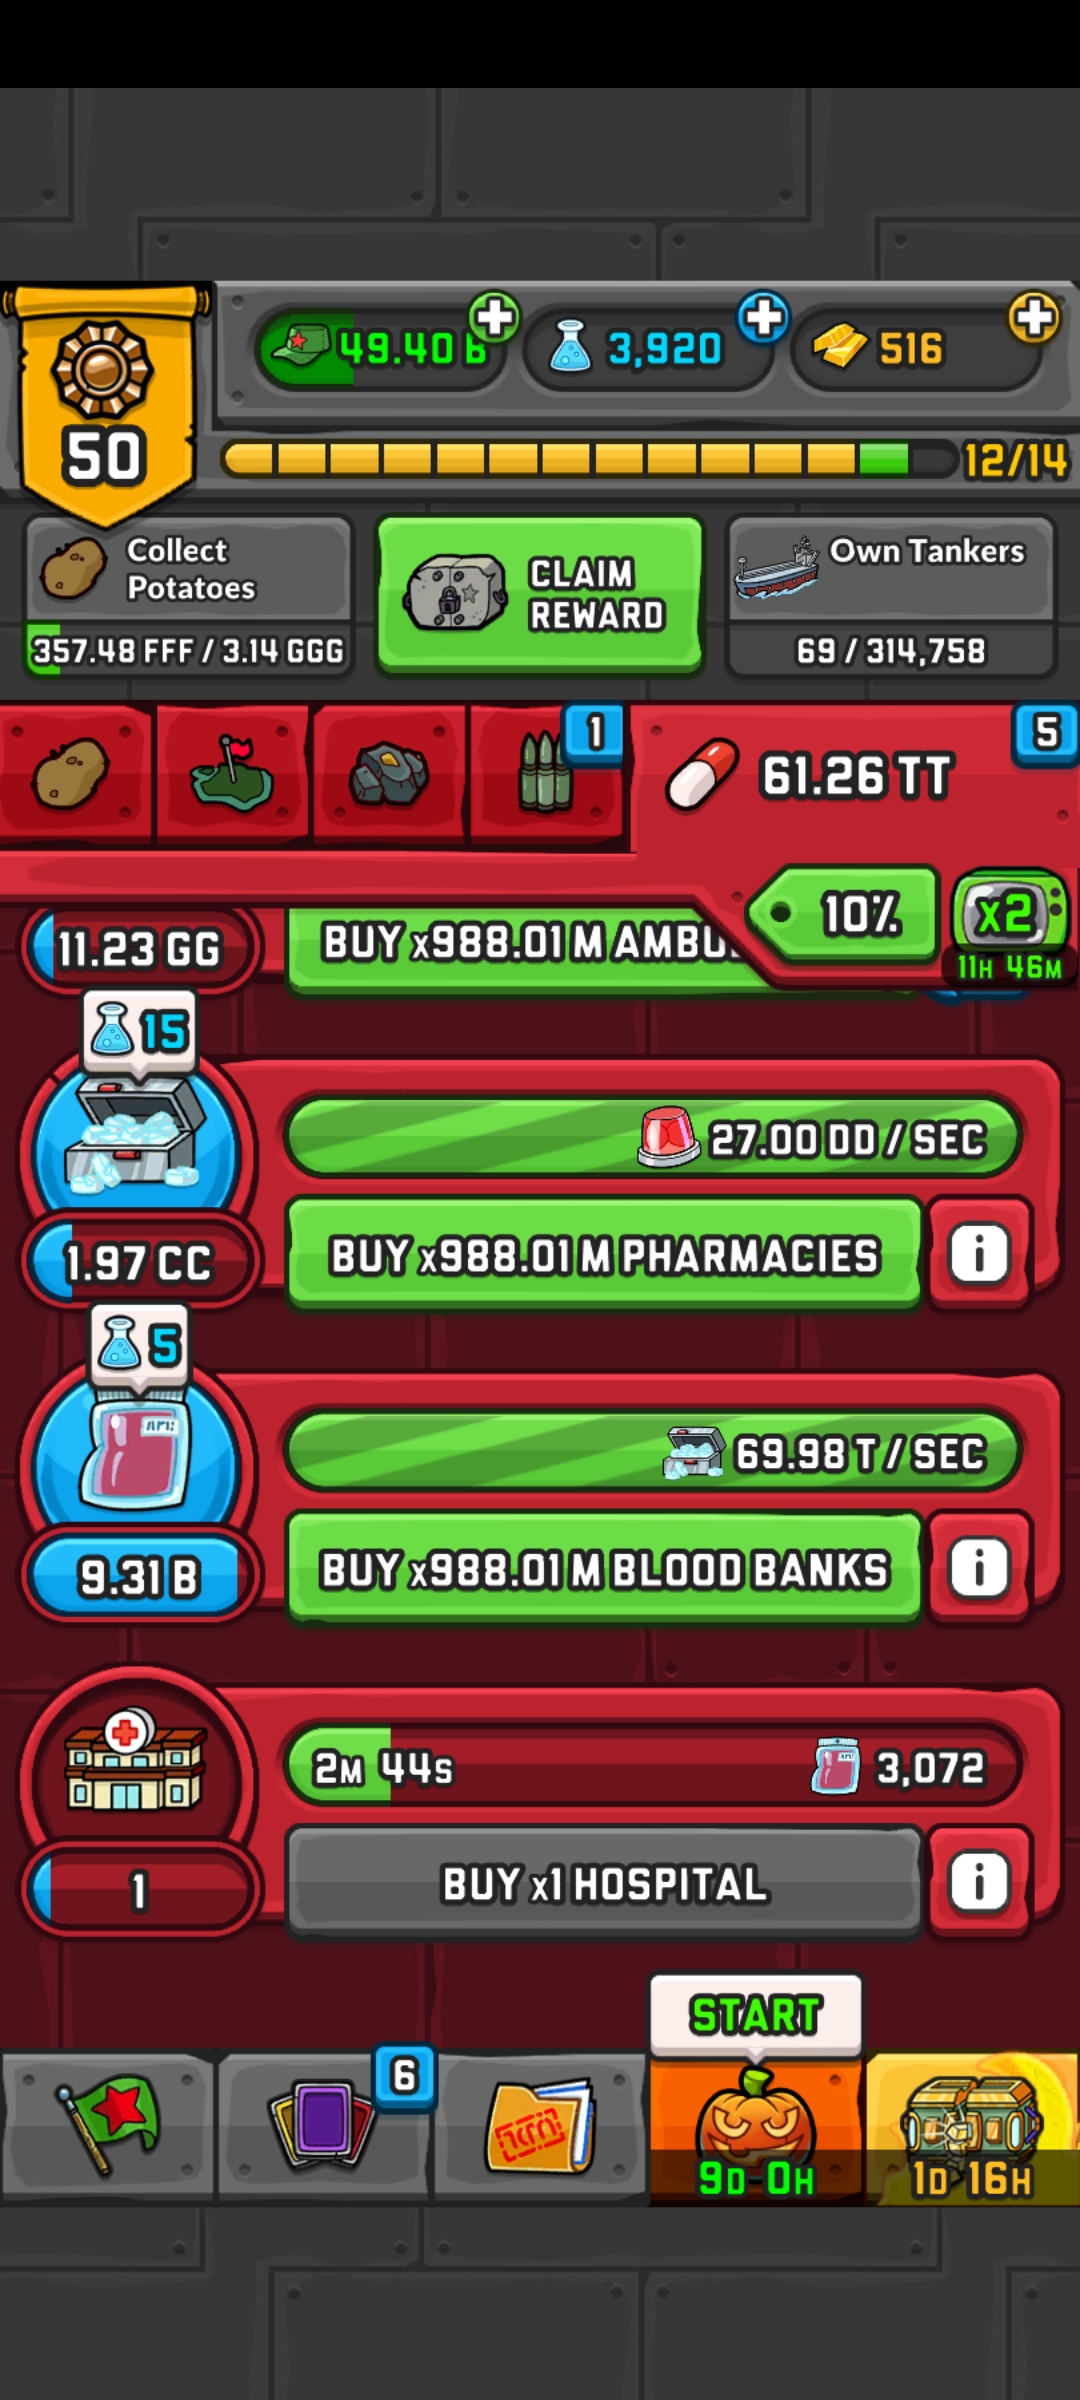 50
49.40 B
3,920
516
12/14
Collect
Potatoes
357.48 FFF / 3.14 GGG
CLAIM
REWARD
Own Tankers
69 / 314,758
1
61.26 TT
5
10%
x2
11H 46M
11.23 GG
BUY x988.01 M AMBU
15
27.00 DD / SEC
1.97 CC
BUY x988.01 M PHARMACIES
i
5
69.98 T / SEC
9.31 B
BUY x988.01 M BLOOD BANKS
i
2M 44S
3,072
1
BUY x1 HOSPITAL
i
START
6
9D 0H
1D 16H